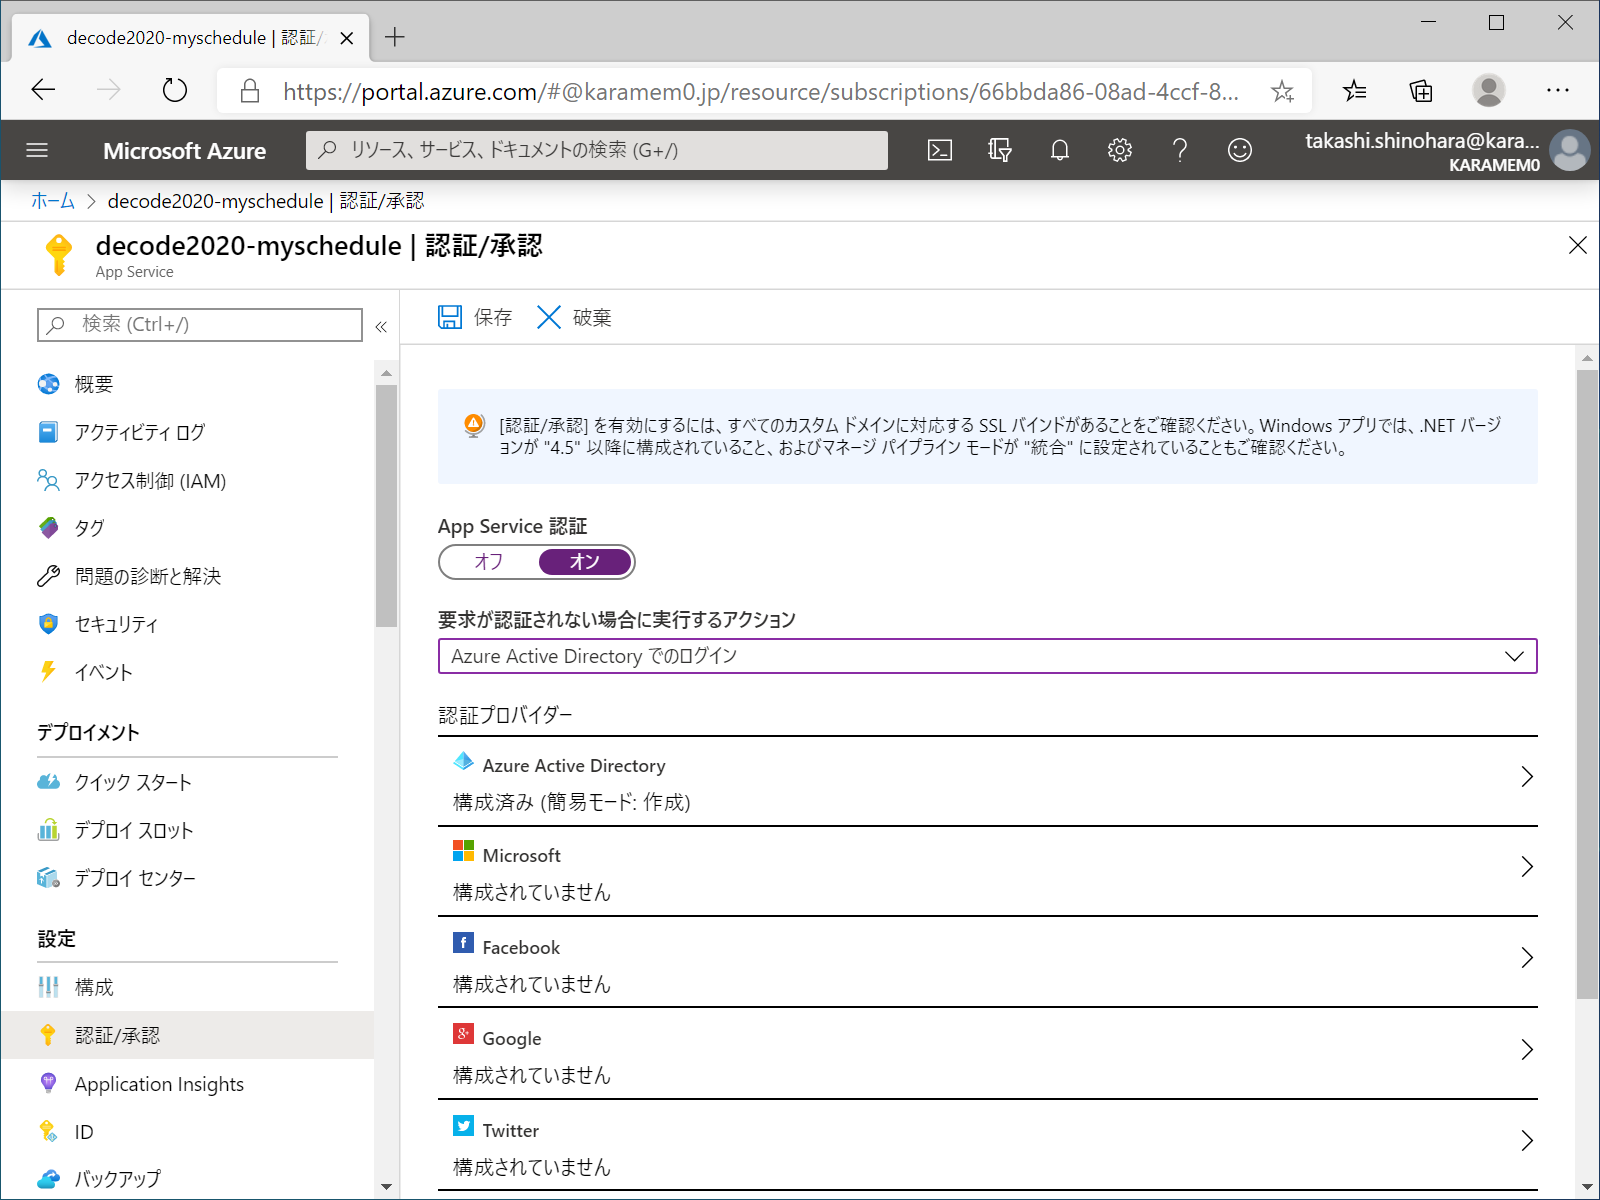 decode2020-myschedule | 認証/
https://portal.azure.com/#@karamem0.jp/resource/subscriptions/66bbda86-08ad-4ccf-8...
Microsoft Azure
リソース、サービス、ドキュメントの検索 (G+/)
takashi.shinohara@kara...
KARAMEM0
ホーム > decode2020-myschedule | 認証/承認
decode2020-myschedule | 認証/承認
App Service
検索 (Ctrl+/)
«
概要
アクティビティ ログ
アクセス制御 (IAM)
タグ
問題の診断と解決
セキュリティ
イベント
デプロイメント
クイック スタート
デプロイ スロット
デプロイ センター
設定
構成
認証/承認
Application Insights
ID
バックアップ
保存
破棄
[認証/承認] を有効にするには、すべてのカスタム ドメインに対応する SSL バインドがあることをご確認ください。Windows アプリでは、.NET バージ
ョンが "4.5" 以降に構成されていること、およびマネージ パイプライン モードが "統合" に設定されていることもご確認ください。
App Service 認証
オフ オン
要求が認証されない場合に実行するアクション
Azure Active Directory でのログイン
認証プロバイダー
Azure Active Directory
構成済み (簡易モード: 作成)
Microsoft
構成されていません
Facebook
構成されていません
Google
構成されていません
Twitter
構成されていません